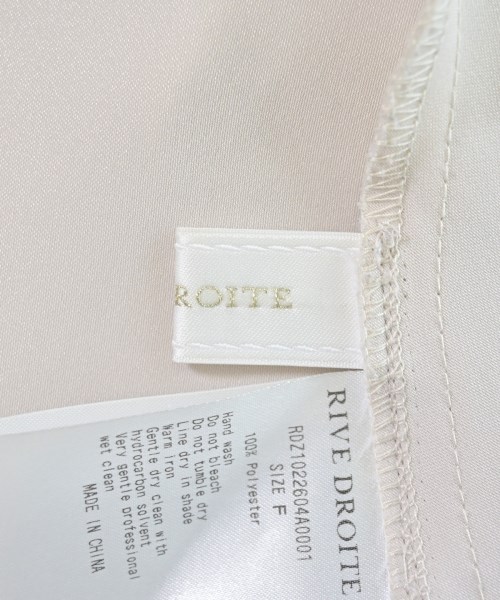 ROITE
RIVE DROITE
RDZ1022604A0001
SIZE F
100% Polyester
Hand wash
Do not bleach
Do not tumble dry
Line dry in shade
Warm iron
Gentle dry clean with
hydrocarbon solvent
Very gentle professional
wet clean
MADE IN CHINA